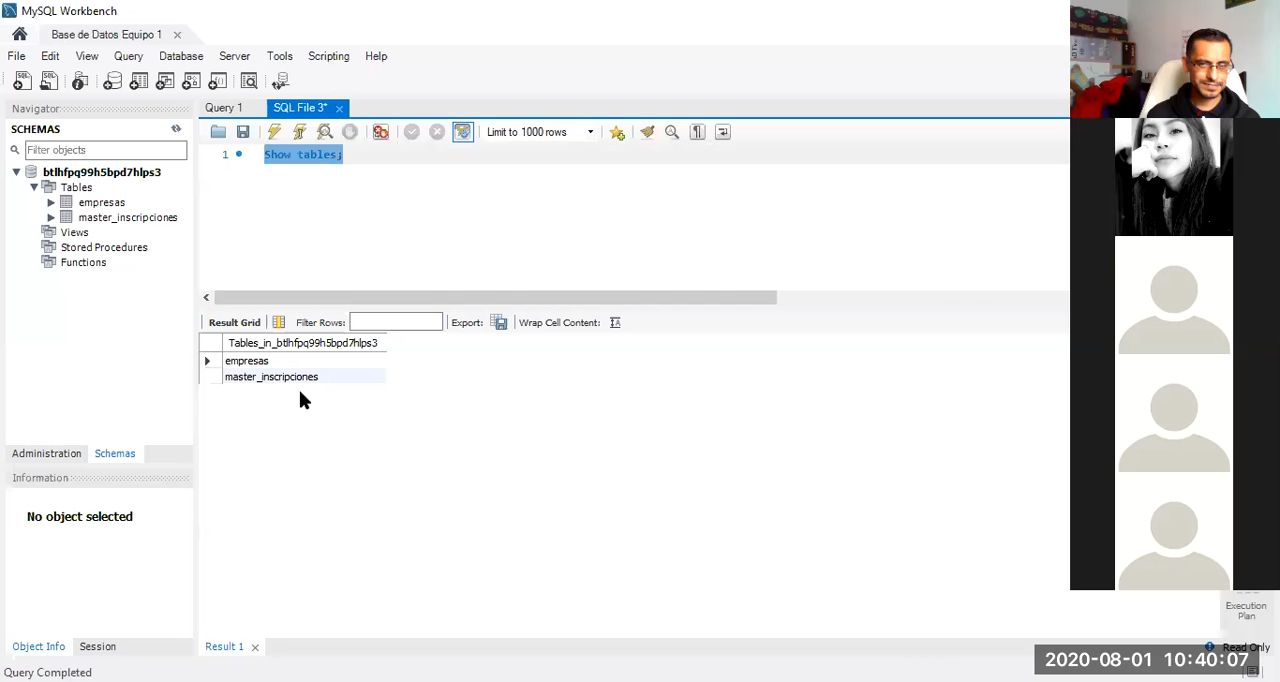 MySQL Workbench
Base de Datos Equipo 1
File Edit View Query Database Server Tools Scripting Help
Navigator
SCHEMAS
Filter objects
btlhfpq99h5bpd7hlps3
Tables
empresas
master_inscripciones
Views
Stored Procedures
Functions
Administration Schemas
Information
No object selected
Object Info Session
Query Completed
Query 1 SQL File 3*
Limit to 1000 rows
1 Show tables;
Result Grid Filter Rows: Export: Wrap Cell Content:
Tables_in_btlhfpq99h5bpd7hlps3
empresas
master_inscripciones
Result 1
Execution
Plan
Read Only
2020-08-01 10:40:07